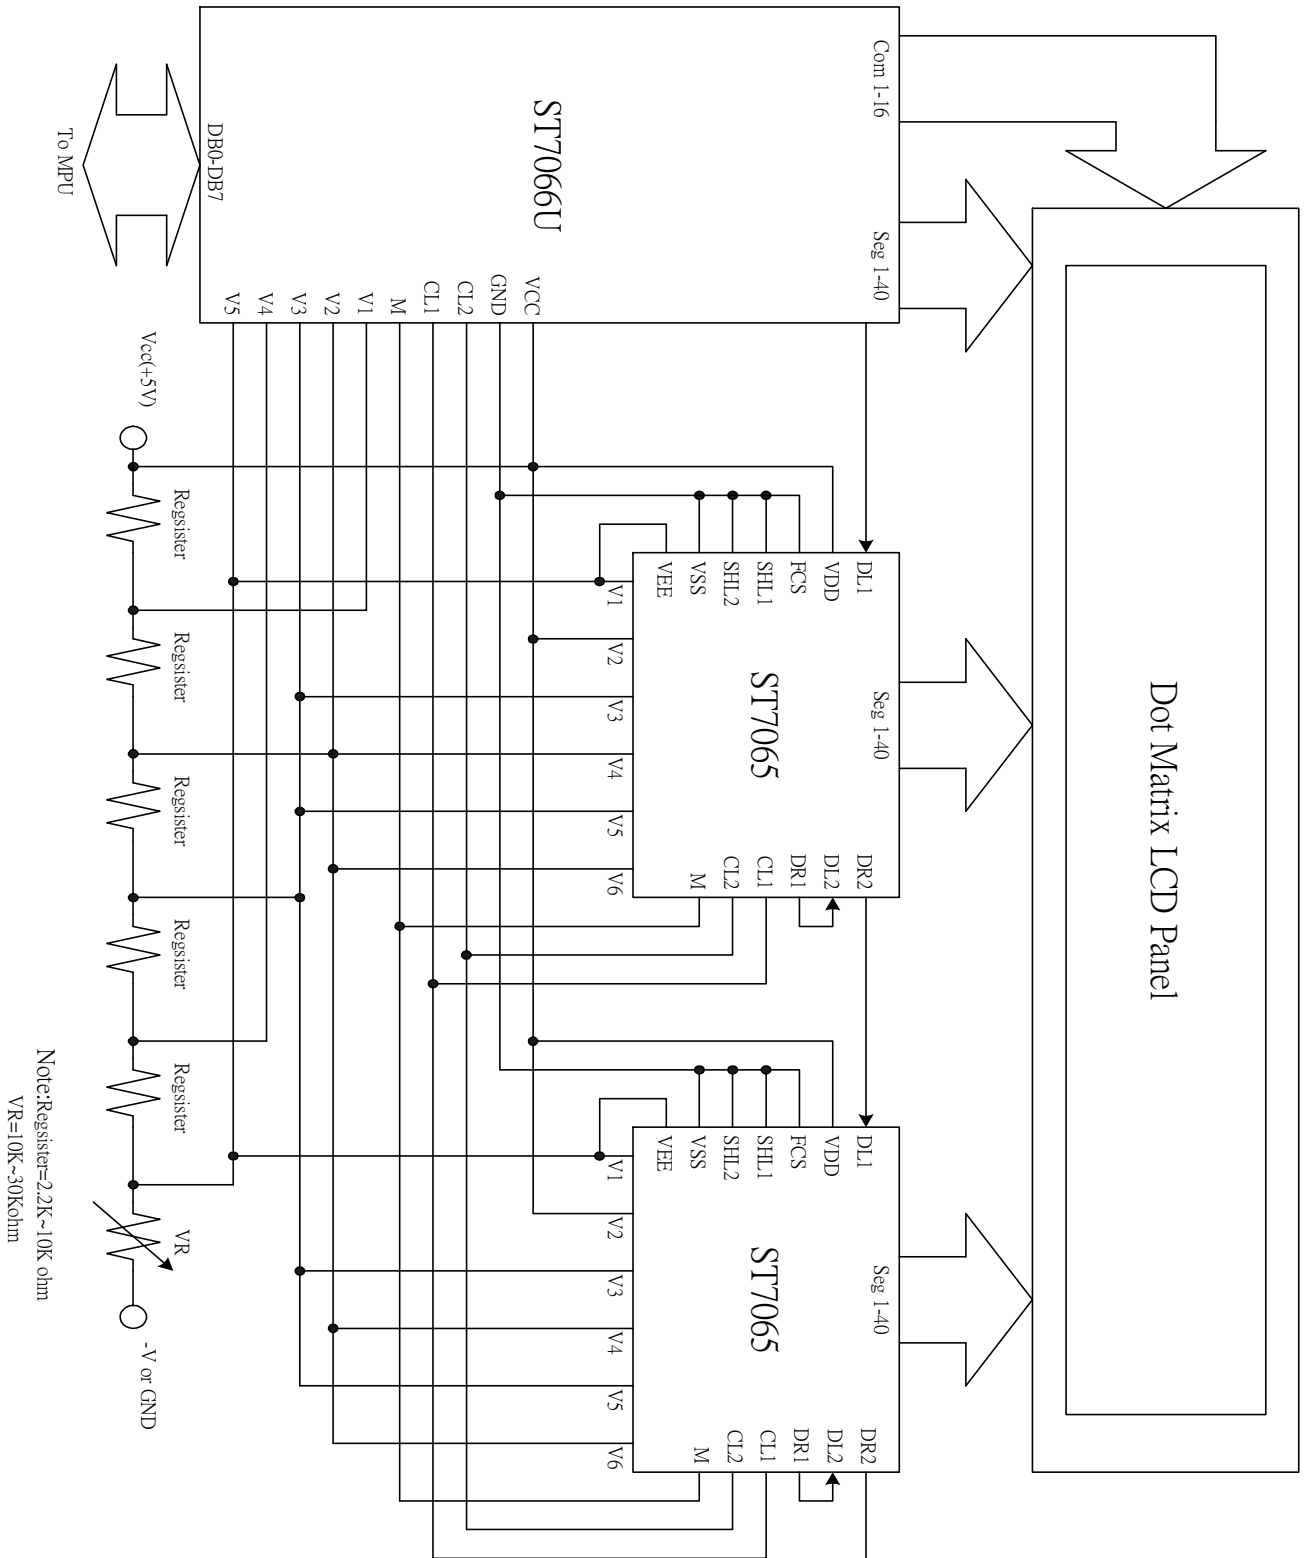 Dot Matrix LCD Panel
Com 1-16
Seg 1-40
Seg 1-40
Seg 1-40
ST7066U
DB0-DB7
To MPU
V5
V4
V3
V2
V1
M
CL1
CL2
GND
VCC
DL1
VDD
FCS
SHL1
SHL2
VSS
VEE
ST7065
V1
V2
V3
V4
V5
V6
DR2
DL2
DR1
CL1
CL2
M
DL1
VDD
FCS
SHL1
SHL2
VSS
VEE
ST7065
V1
V2
V3
V4
V5
V6
DR2
DL2
DR1
CL1
CL2
M
Vcc(+5V)
Regsister
Regsister
Regsister
Regsister
Regsister
VR
-V or GND
Note:Regsister=2.2K~10K ohm
VR=10K~30Kohm